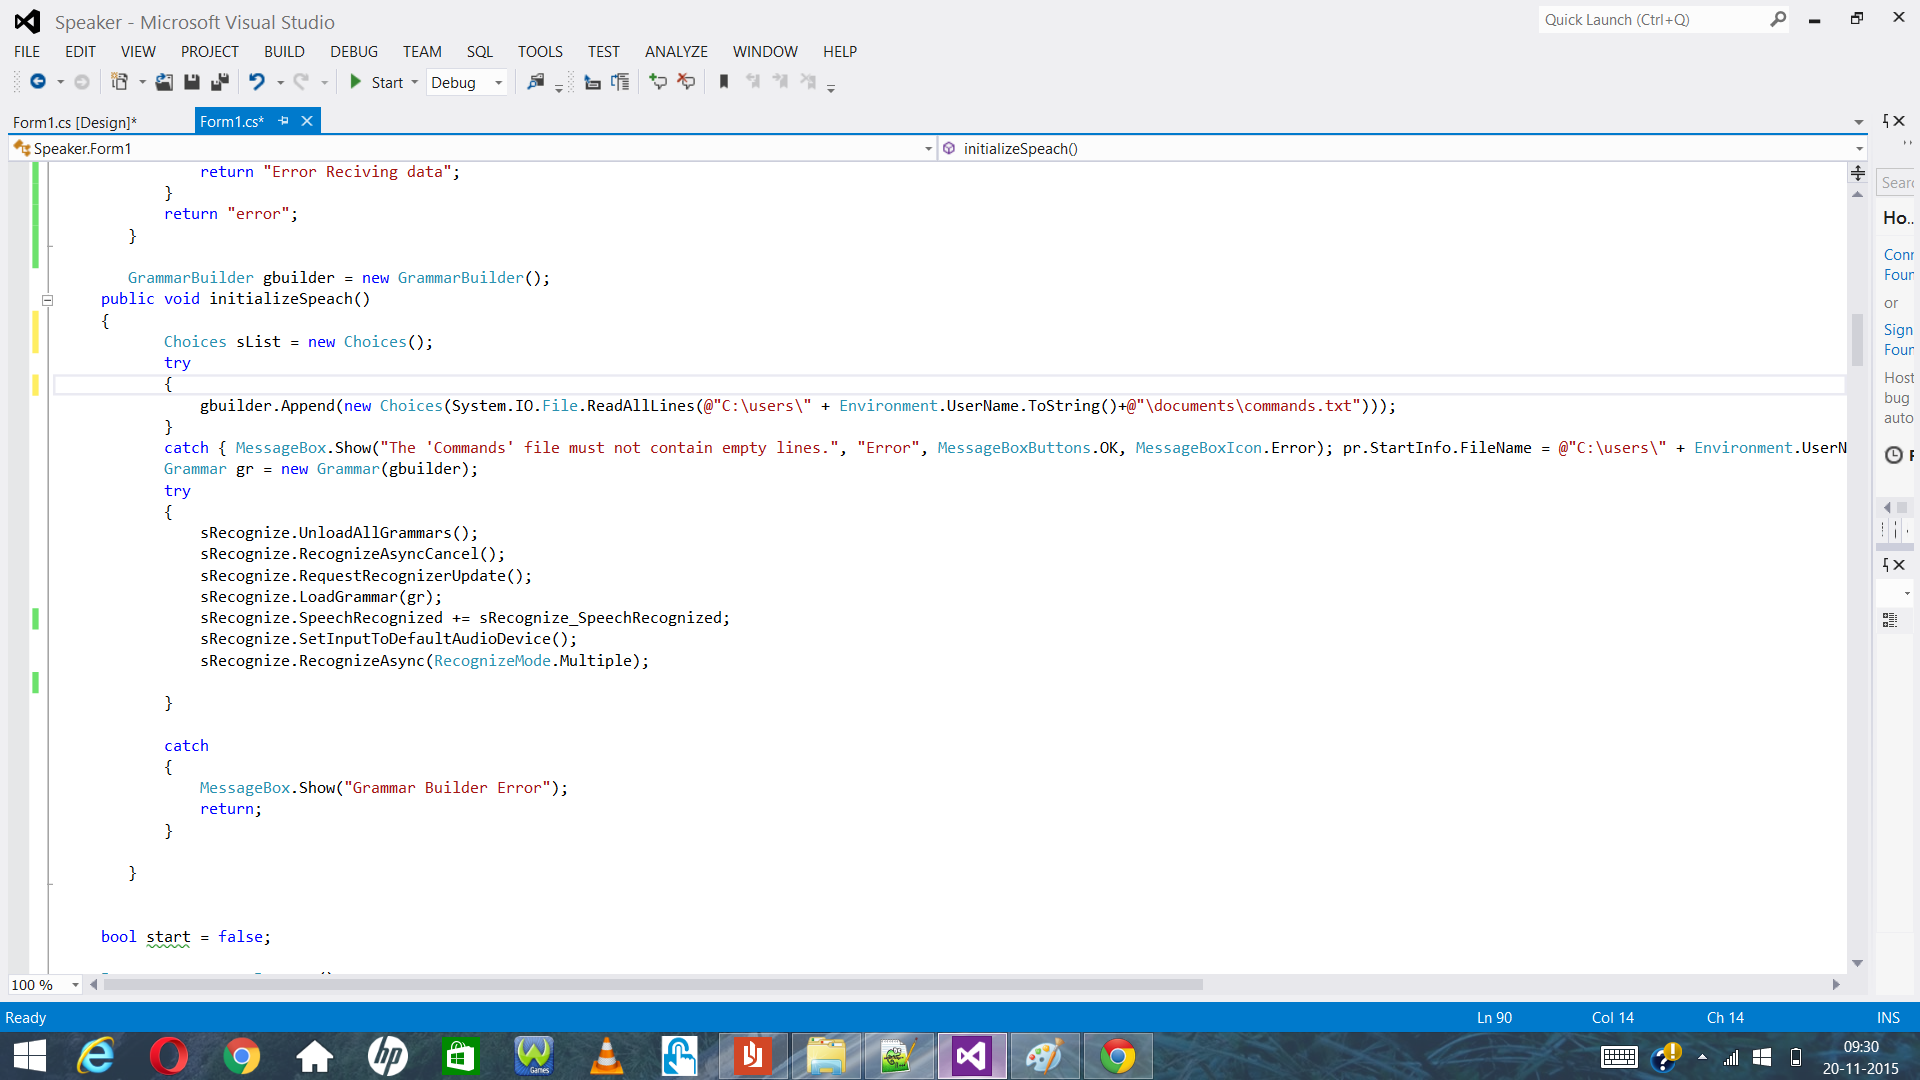 Speaker - Microsoft Visual Studio
Quick Launch (Ctrl+Q)
FILE EDIT VIEW PROJECT BUILD DEBUG TEAM SQL TOOLS TEST ANALYZE WINDOW HELP
Start Debug
Form1.cs [Design]* Form1.cs*
Speaker.Form1 initializeSpeach()
return "Error Reciving data";
}
return "error";
}
GrammarBuilder gbuilder = new GrammarBuilder();
public void initializeSpeach()
{
Choices sList = new Choices();
try
{
gbuilder.Append(new Choices(System.IO.File.ReadAllLines(@"C:\users\" + Environment.UserName.ToString()+@"\documents\commands.txt")));
}
catch { MessageBox.Show("The 'Commands' file must not contain empty lines.", "Error", MessageBoxButtons.OK, MessageBoxIcon.Error); pr.StartInfo.FileName = @"C:\users\" + Environment.UserN
Grammar gr = new Grammar(gbuilder);
try
{
sRecognize.UnloadAllGrammars();
sRecognize.RecognizeAsyncCancel();
sRecognize.RequestRecognizerUpdate();
sRecognize.LoadGrammar(gr);
sRecognize.SpeechRecognized += sRecognize_SpeechRecognized;
sRecognize.SetInputToDefaultAudioDevice();
sRecognize.RecognizeAsync(RecognizeMode.Multiple);
}
catch
{
MessageBox.Show("Grammar Builder Error");
return;
}
}
bool start = false;
Sear
Ho..
Conn
Foun
or
Sign
Foun
Host
bug
auto
100 %
Ready Ln 90 Col 14 Ch 14 INS
hp
Games
09:30
20-11-2015